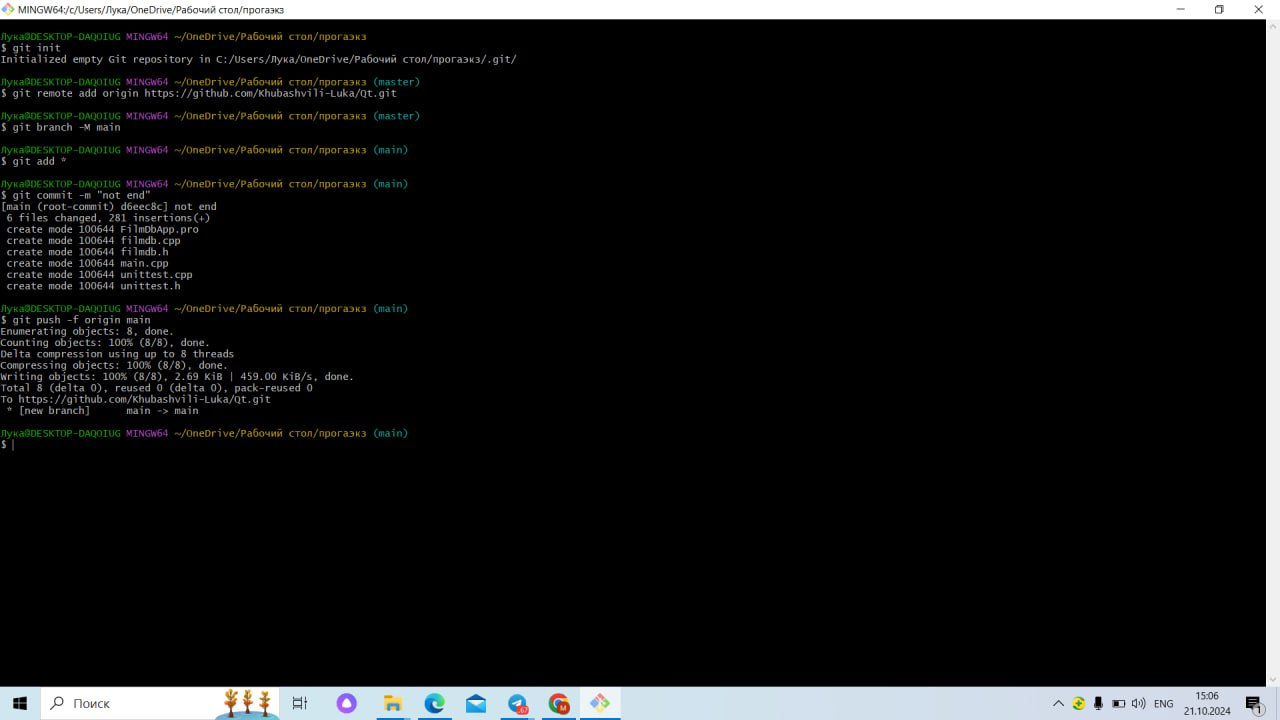 MINGW64:/c/Users/Лука/OneDrive/Рабочий стол/прогаэкз
Лука@DESKTOP-DAQOIUG MINGW64 ~/OneDrive/Рабочий стол/прогаэкз
$ git init
Initialized empty Git repository in C:/Users/Лука/OneDrive/Рабочий стол/прогаэкз/.git/
Лука@DESKTOP-DAQOIUG MINGW64 ~/OneDrive/Рабочий стол/прогаэкз (master)
$ git remote add origin https://github.com/Khubashvili-Luka/Qt.git
Лука@DESKTOP-DAQOIUG MINGW64 ~/OneDrive/Рабочий стол/прогаэкз (master)
$ git branch -M main
Лука@DESKTOP-DAQOIUG MINGW64 ~/OneDrive/Рабочий стол/прогаэкз (main)
$ git add *
Лука@DESKTOP-DAQOIUG MINGW64 ~/OneDrive/Рабочий стол/прогаэкз (main)
$ git commit -m "not end"
[main (root-commit) d6eec8c] not end
6 files changed, 281 insertions(+)
create mode 100644 FilmDbApp.pro
create mode 100644 filmdb.cpp
create mode 100644 filmdb.h
create mode 100644 main.cpp
create mode 100644 unittest.cpp
create mode 100644 unittest.h
Лука@DESKTOP-DAQOIUG MINGW64 ~/OneDrive/Рабочий стол/прогаэкз (main)
$ git push -f origin main
Enumerating objects: 8, done.
Counting objects: 100% (8/8), done.
Delta compression using up to 8 threads
Compressing objects: 100% (8/8), done.
Writing objects: 100% (8/8), 2.69 KiB | 459.00 KiB/s, done.
Total 8 (delta 0), reused 0 (delta 0), pack-reused 0
To https://github.com/Khubashvili-Luka/Qt.git
* [new branch]      main -> main
Лука@DESKTOP-DAQOIUG MINGW64 ~/OneDrive/Рабочий стол/прогаэкз (main)
$
Поиск
67
M
ENG
15:06
21.10.2024
1